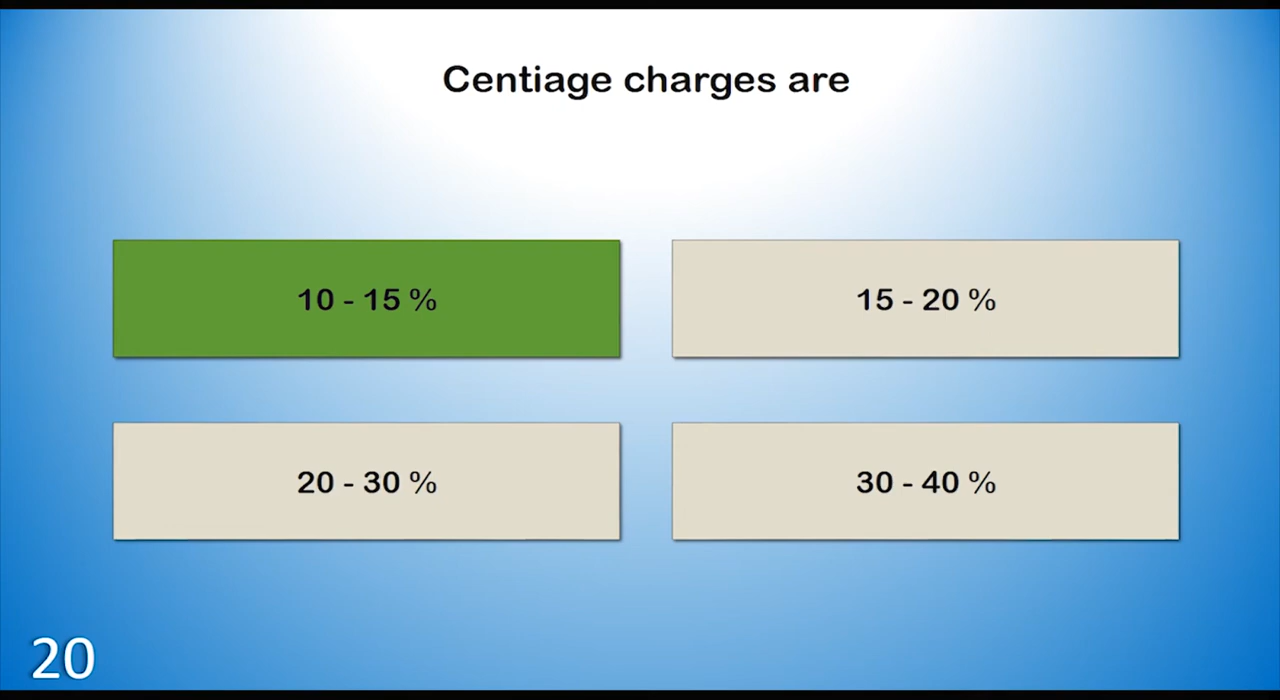 Centiage charges are
10 - 15 %
15 - 20 %
20 - 30 %
30 - 40 %
20